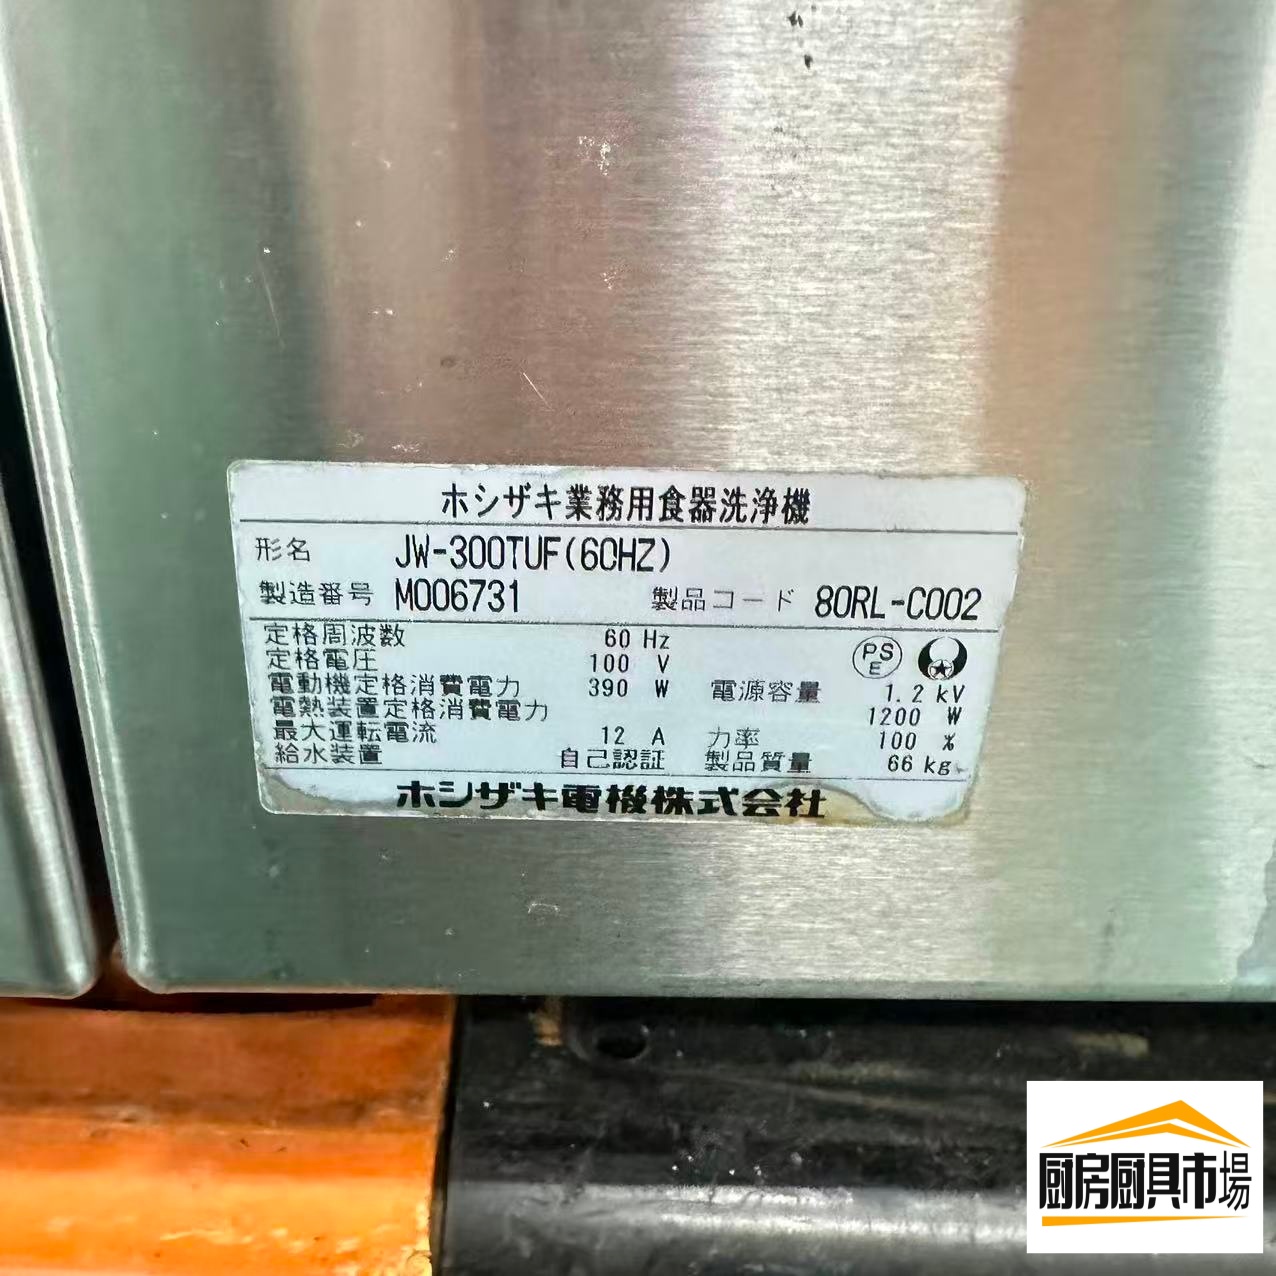 ホシザキ業務用食器洗浄機
形名 JW-300TUF(60HZ)
製造番号 M006731 製品コード 80RL-C002
定格周波数 60 Hz
定格電圧 100 V
PS E
電動機定格消費電力 390 W 電源容量 1.2 kV
電熱装置定格消費電力 1200 W
最大運転電流 12 A 力率 100 %
給水装置 自己認証 製品質量 66 kg
ホシザキ電機株式会社
厨房厨具市場